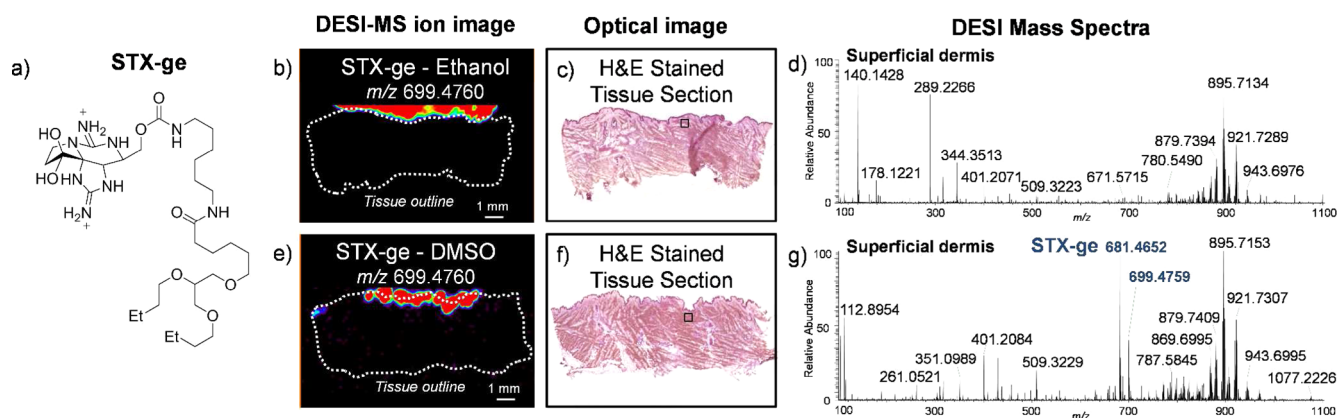 DESI-MS ion image
Optical image
DESI Mass Spectra
a)
STX-ge
OH
HO
HO
N
NH₂
+
NH
HN
NH
H₂N
+
O
O
N
H
NH
O
O
O
O
Et
Et
b)
STX-ge - Ethanol
m/z 699.4760
Tissue outline
1 mm
c)
H&E Stained
Tissue Section
d)
Superficial dermis
Relative Abundance
100
50
0
140.1428
178.1221
289.2266
344.3513
401.2071
509.3223
671.5715
780.5490
879.7394
895.7134
921.7289
943.6976
100
300
500
700
900
1100
m/z
e)
STX-ge - DMSO
m/z 699.4760
Tissue outline
1 mm
f)
H&E Stained
Tissue Section
g)
Superficial dermis
STX-ge 681.4652
699.4759
Relative Abundance
100
50
0
112.8954
261.0521
351.0989
401.2084
509.3229
787.5845
869.6995
879.7409
895.7153
921.7307
943.6995
1077.2226
100
300
500
700
900
1100
m/z